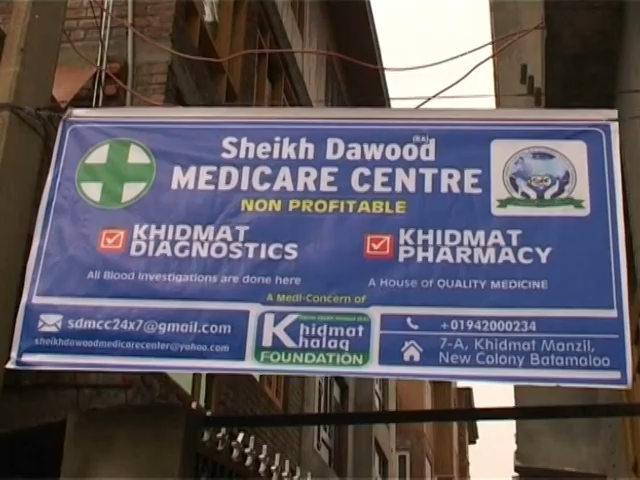 Sheikh Dawood (RA)
MEDICARE CENTRE
NON PROFITABLE
KHIDMAT
DIAGNOSTICS
All Blood Investigations are done here
KHIDMAT
PHARMACY
A House of QUALITY MEDICINE
A Medi-Concern of
Khidmat
Khalaq
FOUNDATION
sdmcc24x7@gmail.com
sheikhdawoodmedicarecenter@yahoo.com
+01942000234
7-A, Khidmat Manzil,
New Colony Batamaloo